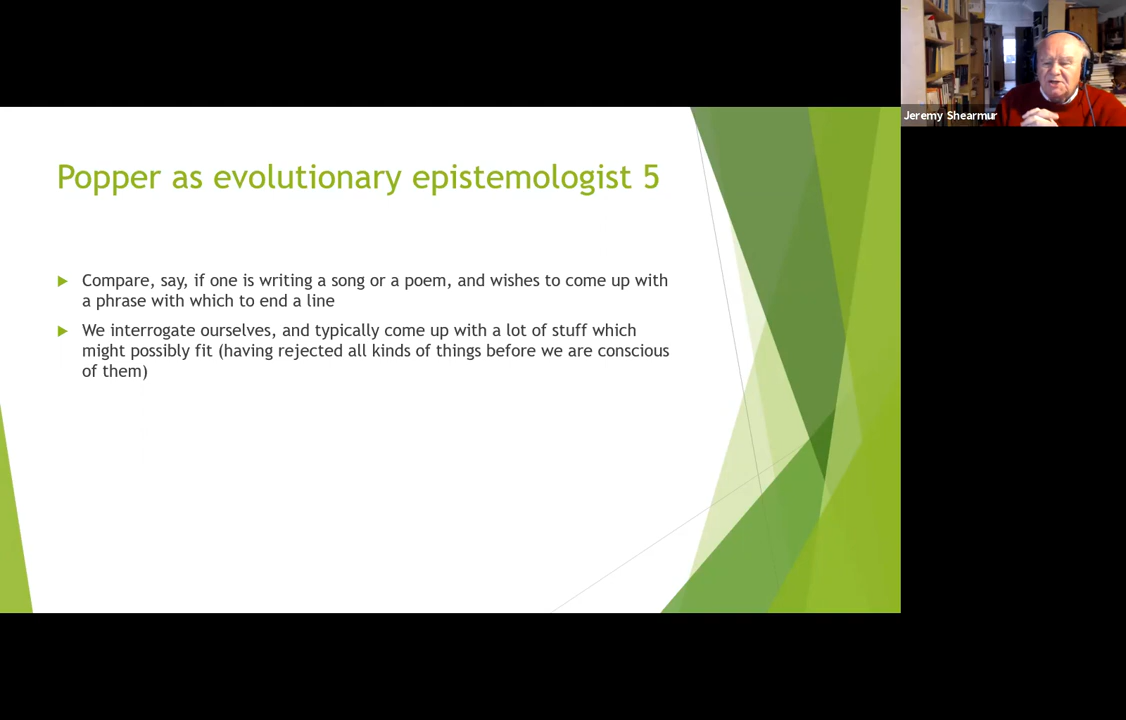 Jeremy Shearmur
Popper as evolutionary epistemologist 5
Compare, say, if one is writing a song or a poem, and wishes to come up with
a phrase with which to end a line
We interrogate ourselves, and typically come up with a lot of stuff which
might possibly fit (having rejected all kinds of things before we are conscious
of them)